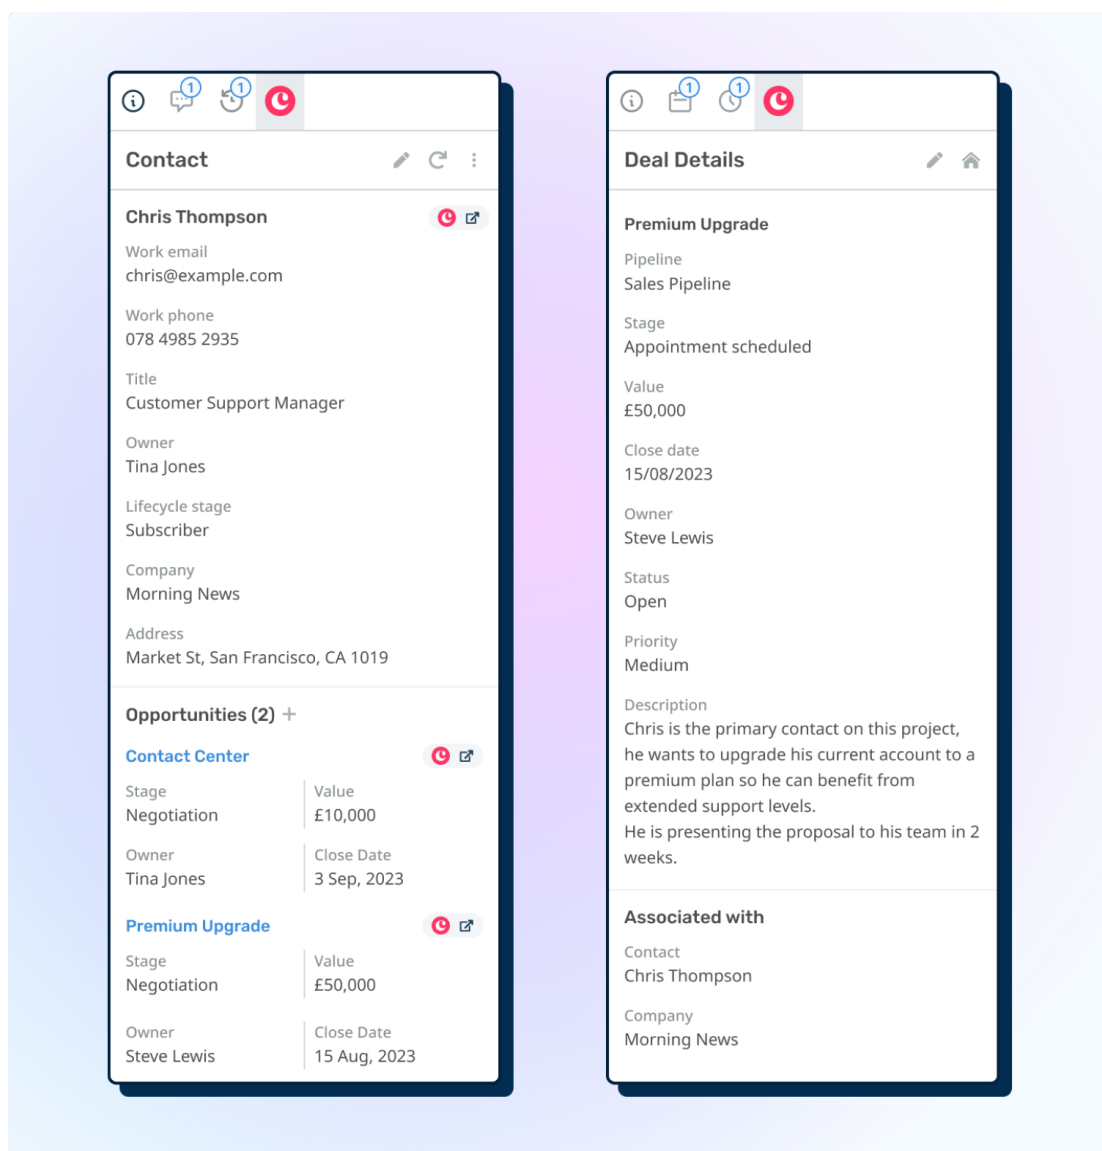 1
1
Contact
Chris Thompson
Work email
chris@example.com
Work phone
078 4985 2935
Title
Customer Support Manager
Owner
Tina Jones
Lifecycle stage
Subscriber
Company
Morning News
Address
Market St, San Francisco, CA 1019
Opportunities (2) +
Contact Center
Stage
Negotiation
Value
£10,000
Owner
Tina Jones
Close Date
3 Sep, 2023
Premium Upgrade
Stage
Negotiation
Value
£50,000
Owner
Steve Lewis
Close Date
15 Aug, 2023
1
1
Deal Details
Premium Upgrade
Pipeline
Sales Pipeline
Stage
Appointment scheduled
Value
£50,000
Close date
15/08/2023
Owner
Steve Lewis
Status
Open
Priority
Medium
Description
Chris is the primary contact on this project,
he wants to upgrade his current account to a
premium plan so he can benefit from
extended support levels.
He is presenting the proposal to his team in 2
weeks.
Associated with
Contact
Chris Thompson
Company
Morning News